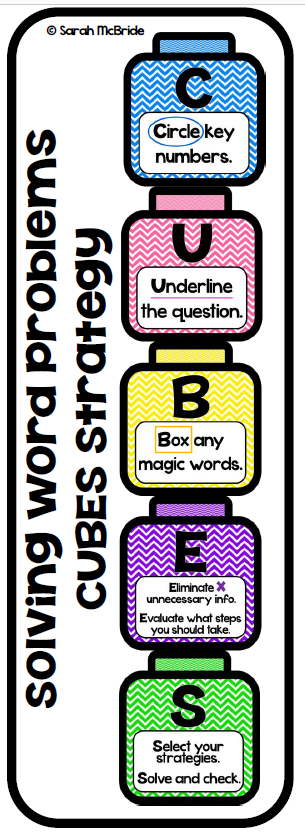 © Sarah McBride
Solving word problems
CUBES Strategy
C
Circle key
numbers.
U
Underline
the question.
B
Box any
magic words.
E
Eliminate
unnecessary info.
Evaluate what steps
you should take.
S
Select your
strategies.
Solve and check.